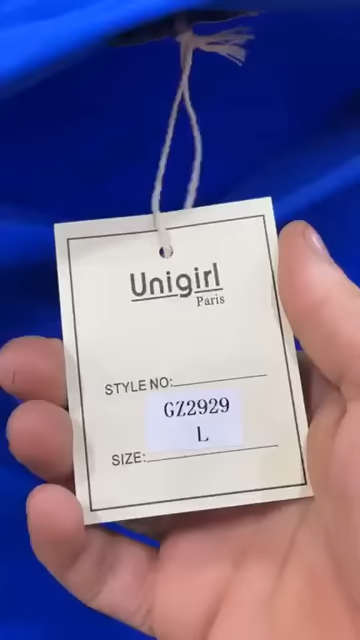 Unigirl
Paris
STYLE NO:
GZ2929
L
SIZE: